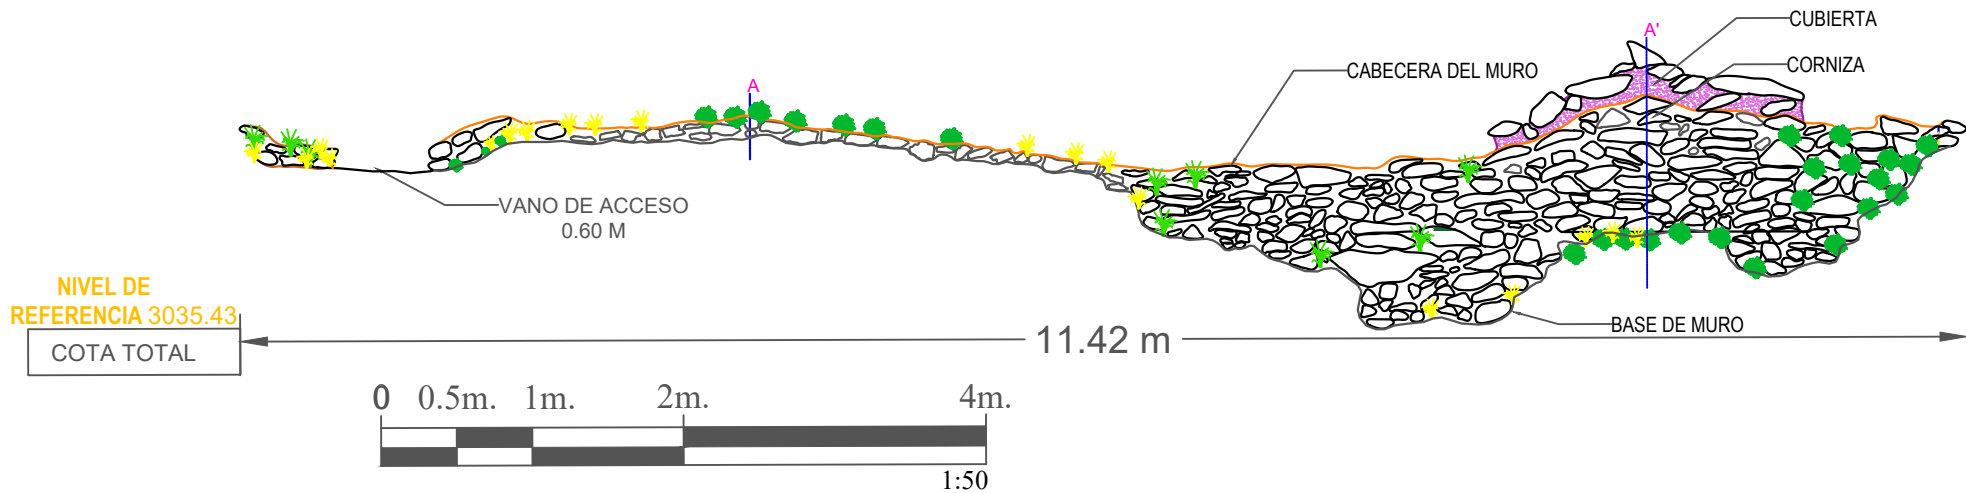 CUBIERTA
A'
CORNIZA
CABECERA DEL MURO
A
VANO DE ACCESO
0.60 M
NIVEL DE
REFERENCIA 3035.43
BASE DE MURO
COTA TOTAL
11.42 m
0 0.5m. 1m. 2m. 4m.
1:50